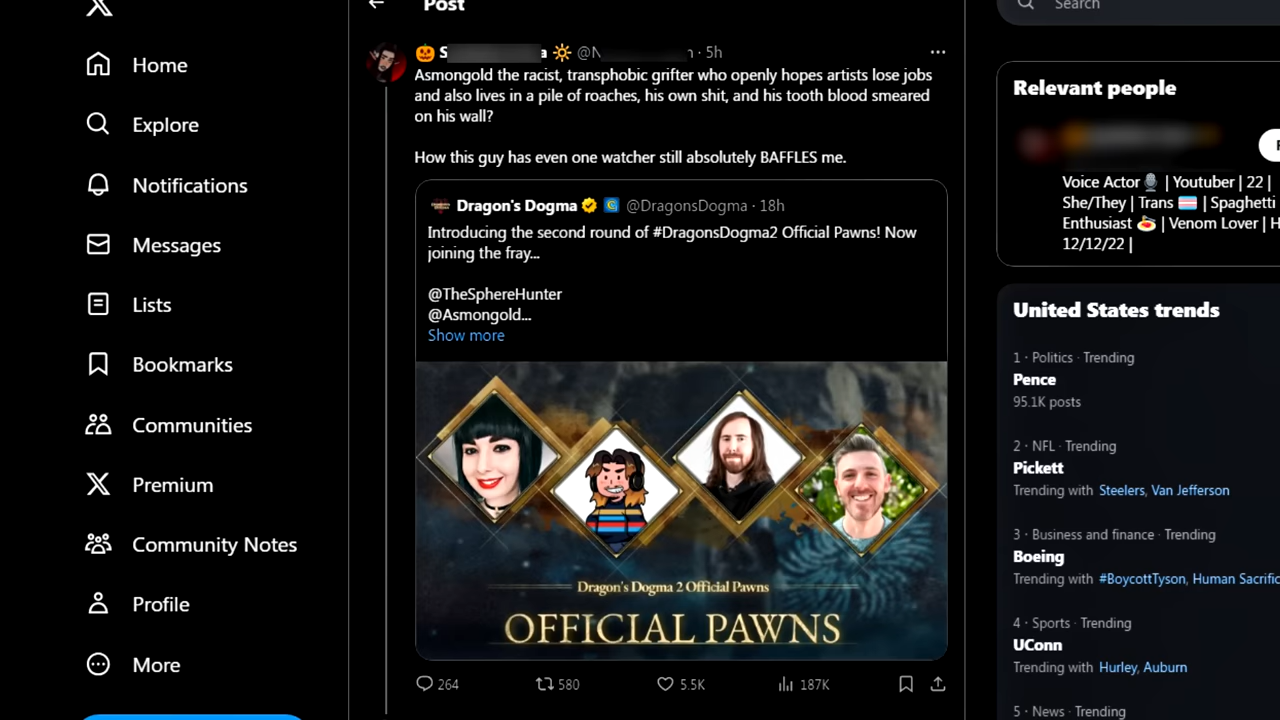 Post
S a @N n · 5h
Asmongold the racist, transphobic grifter who openly hopes artists lose jobs
and also lives in a pile of roaches, his own shit, and his tooth blood smeared
on his wall?
How this guy has even one watcher still absolutely BAFFLES me.
Dragon's Dogma @DragonsDogma · 18h
Introducing the second round of #DragonsDogma2 Official Pawns! Now
joining the fray...
@TheSphereHunter
@Asmongold...
Show more
Dragon's Dogma 2 Official Pawns
OFFICIAL PAWNS
264 580 5.5K 187K
Home
Explore
Notifications
Messages
Lists
Bookmarks
Communities
Premium
Community Notes
Profile
More
Search
Relevant people
Voice Actor🎙️ | Youtuber | 22 |
She/They | Trans 🏳️‍⚧️ | Spaghetti
Enthusiast 🍝 | Venom Lover | H
12/12/22 |
United States trends
1 · Politics · Trending
Pence
95.1K posts
2 · NFL · Trending
Pickett
Trending with Steelers, Van Jefferson
3 · Business and finance · Trending
Boeing
Trending with #BoycottTyson, Human Sacrific
4 · Sports · Trending
UConn
Trending with Hurley, Auburn
5 · News · Trending